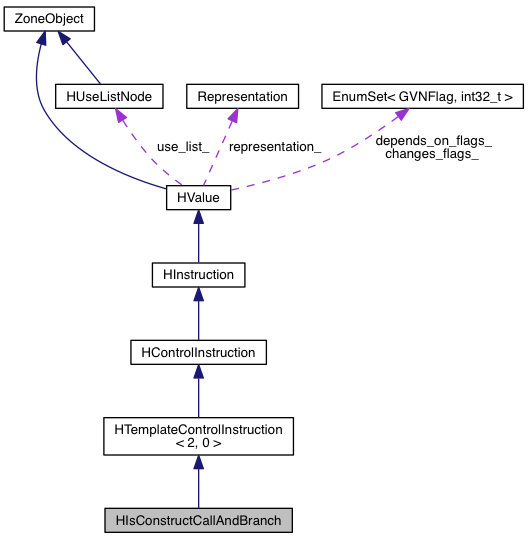 ZoneObject
HUseListNode
Representation
EnumSet< GVNFlag, int32_t >
use_list_
representation_
depends_on_flags_
changes_flags_
HValue
HInstruction
HControlInstruction
HTemplateControlInstruction
< 2, 0 >
HIsConstructCallAndBranch